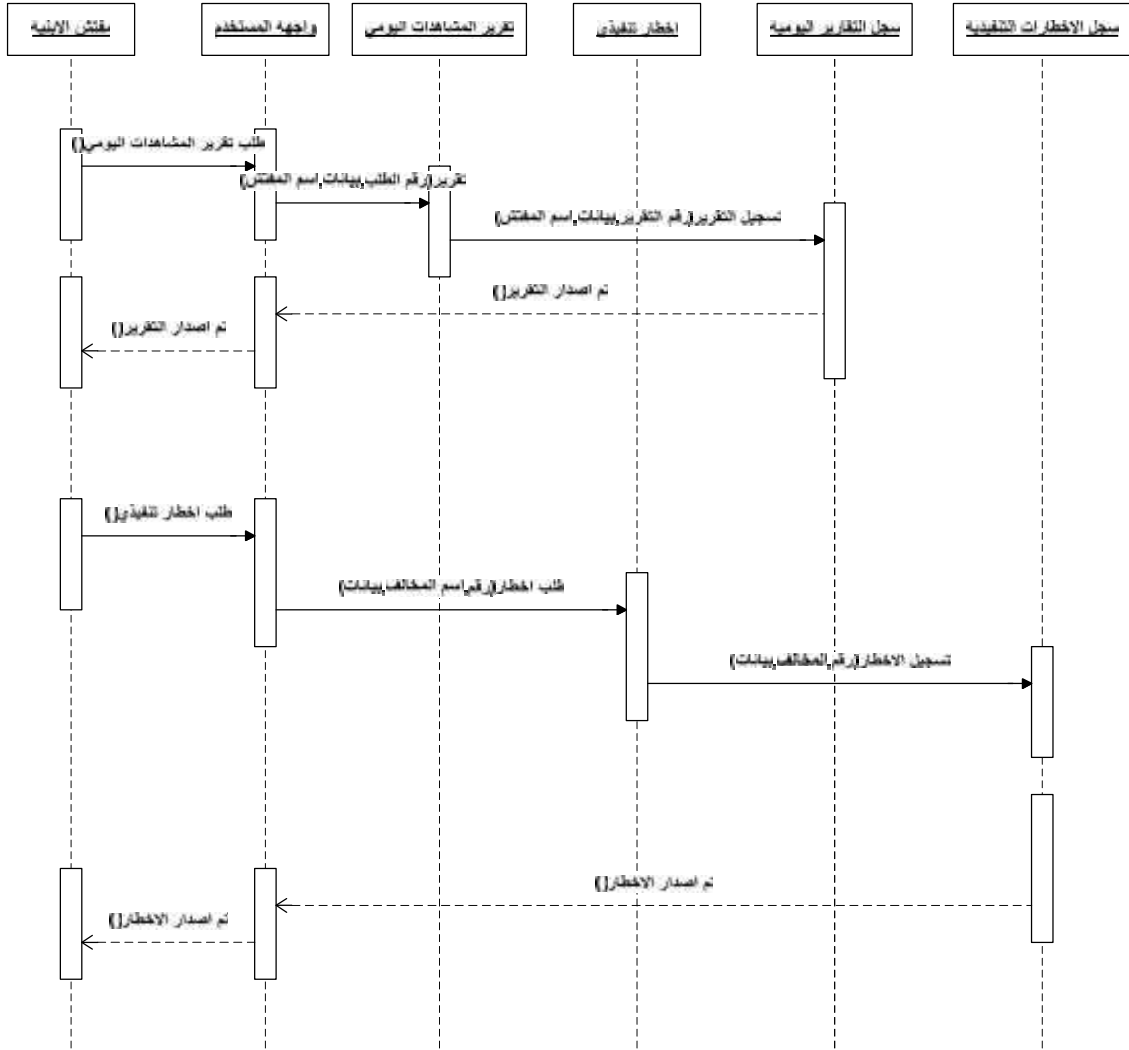 مفتش الابنية
واجهة المستخدم
تقرير المشاهدات اليومي
اخطار تنفيذي
سجل التقارير اليومية
سجل الاخطارات التنفيذية
طلب تقرير المشاهدات اليومي()
تقرير(رقم الطلب,بيانات,اسم المفتش)
تسجيل التقرير(رقم التقرير,بيانات,اسم المفتش)
تم اصدار التقرير()
تم اصدار التقرير()
طلب اخطار تنفيذي()
طلب اخطار(رقم,اسم المخالف,بيانات)
تسجيل الاخطار(رقم,المخالف,بيانات)
تم اصدار الاخطار()
تم اصدار الاخطار()